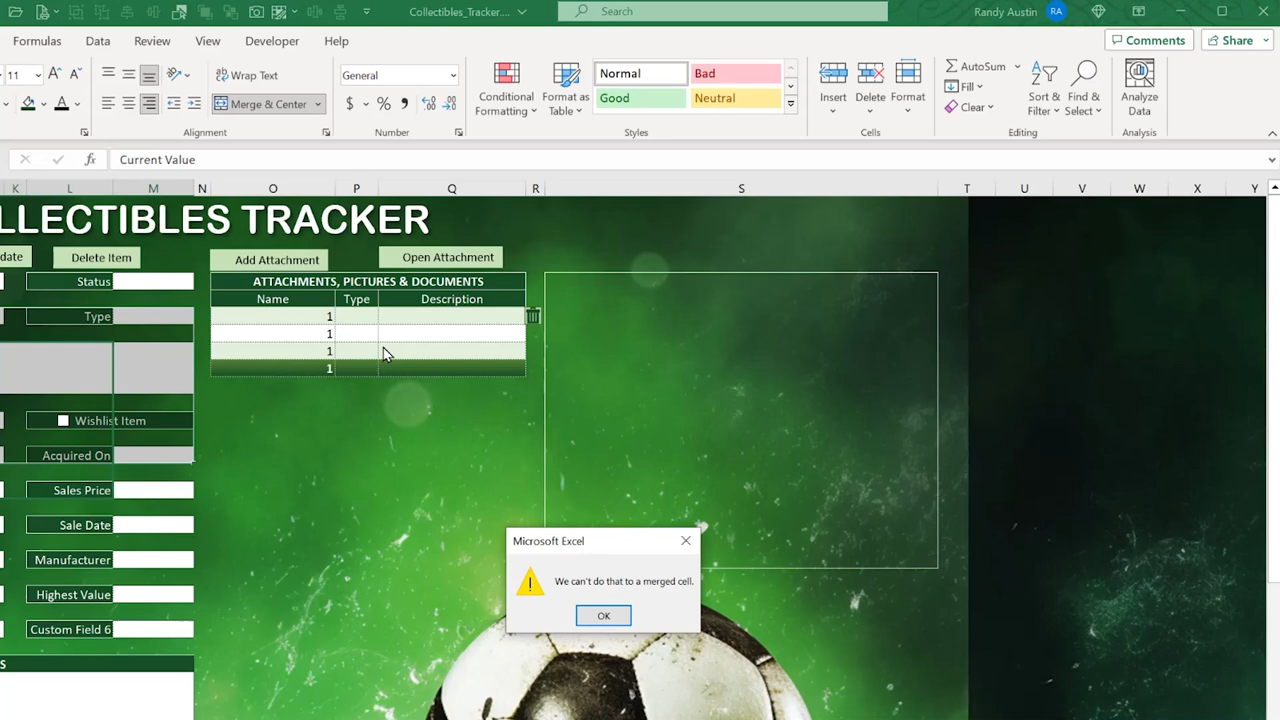 Collectibles_Tracker....
Search
Randy Austin
RA
Formulas
Data
Review
View
Developer
Help
Comments
Share
11
Wrap Text
Merge & Center
Alignment
General
$ % ,
Number
Conditional
Formatting
Format as
Table
Normal
Bad
Good
Neutral
Styles
Insert
Delete
Format
Cells
AutoSum
Fill
Clear
Sort &
Filter
Find &
Select
Editing
Analyze
Data
Analysis
fx
Current Value
K L M N O P Q R S T U V W X Y
LLECTIBLES TRACKER
date
Delete Item
Add Attachment
Open Attachment
Status
ATTACHMENTS, PICTURES & DOCUMENTS
Name Type Description
Type
1
1
1
1
Wishlist Item
Acquired On
Sales Price
Sale Date
Manufacturer
Highest Value
Custom Field 6
S
Microsoft Excel
We can't do that to a merged cell.
OK